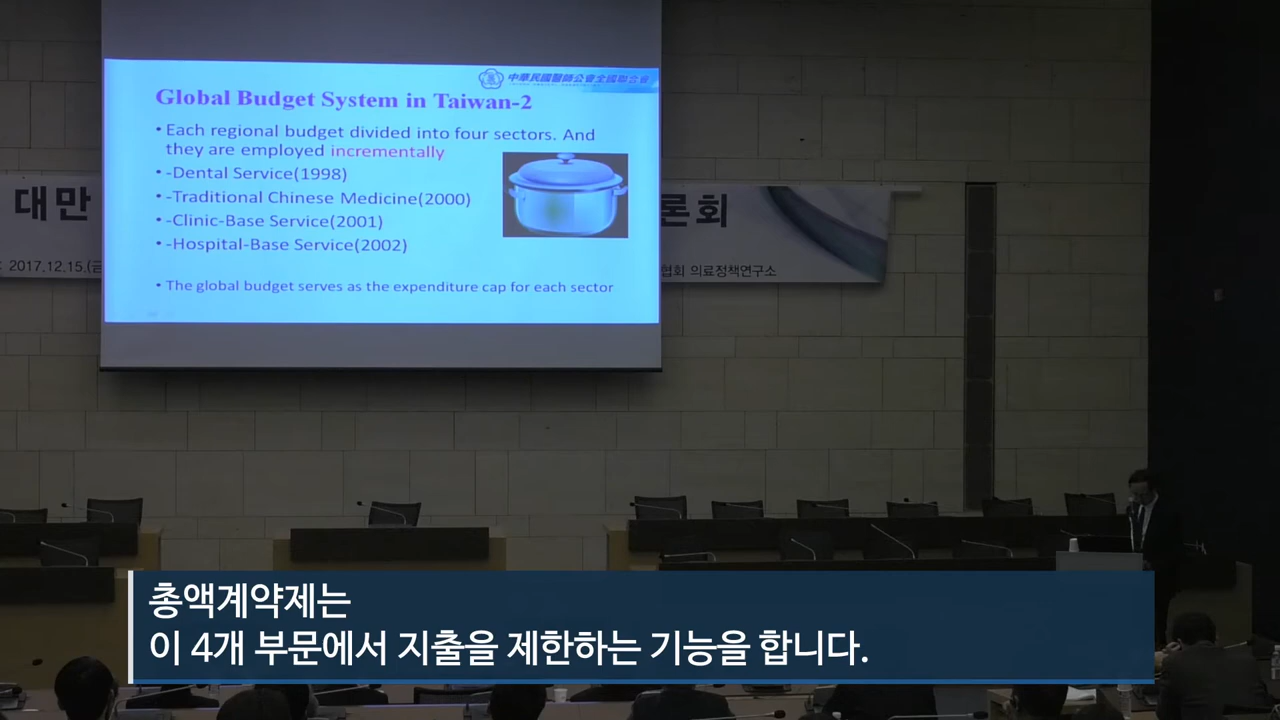 中華民國醫師公會全國聯合會
Global Budget System in Taiwan-2
• Each regional budget divided into four sectors. And
they are employed incrementally
• -Dental Service(1998)
• -Traditional Chinese Medicine(2000)
• -Clinic-Base Service(2001)
• -Hospital-Base Service(2002)
• The global budget serves as the expenditure cap for each sector
대만
론회
: 2017.12.15.(금
협회 의료정책연구소
총액계약제는
이 4개 부문에서 지출을 제한하는 기능을 합니다.